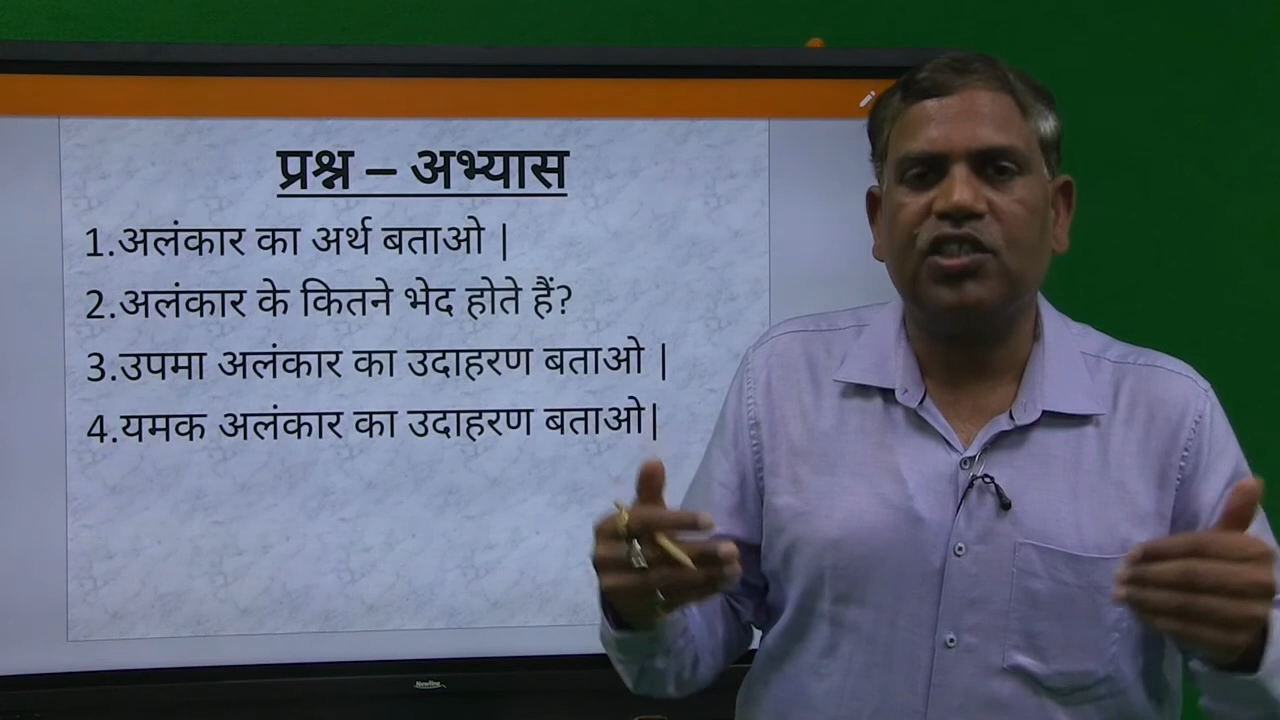 प्रश्न – अभ्यास
1.अलंकार का अर्थ बताओ |
2.अलंकार के कितने भेद होते हैं?
3.उपमा अलंकार का उदाहरण बताओ |
4.यमक अलंकार का उदाहरण बताओ|
Newline